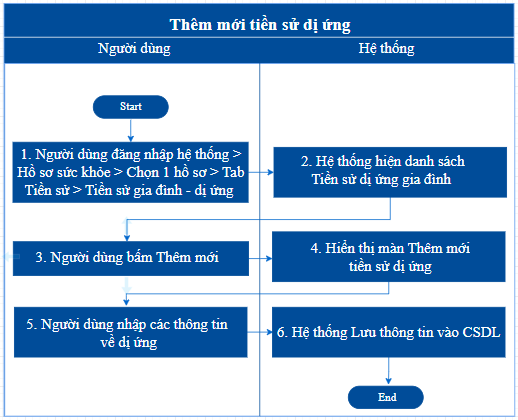 Thêm mới tiền sử dị ứng
Người dùng
Hệ thống
Start
1. Người dùng đăng nhập hệ thống >
Hồ sơ sức khỏe > Chọn 1 hồ sơ > Tab
Tiền sử > Tiền sử gia đình - dị ứng
2. Hệ thống hiện danh sách
Tiền sử dị ứng gia đình
3. Người dùng bấm Thêm mới
4. Hiển thị màn Thêm mới
tiền sử dị ứng
5. Người dùng nhập các thông tin
về dị ứng
6. Hệ thống Lưu thông tin vào CSDL
End